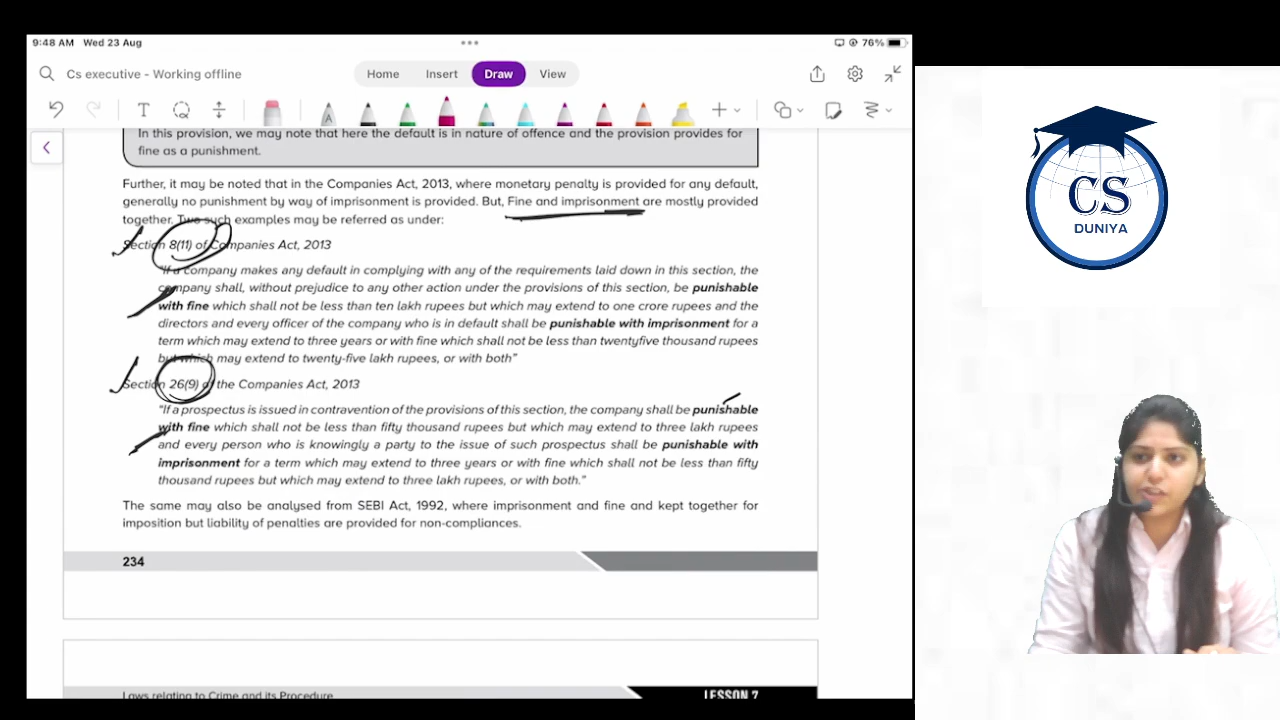 9:48 AM Wed 23 Aug
76%
Cs executive - Working offline
Home Insert Draw View
In this provision, we may note that here the default is in nature of offence and the provision provides for
fine as a punishment.
Further, it may be noted that in the Companies Act, 2013, where monetary penalty is provided for any default,
generally no punishment by way of imprisonment is provided. But, Fine and imprisonment are mostly provided
together. Two such examples may be referred as under:
Section 8(11) of Companies Act, 2013
"If a company makes any default in complying with any of the requirements laid down in this section, the
company shall, without prejudice to any other action under the provisions of this section, be punishable
with fine which shall not be less than ten lakh rupees but which may extend to one crore rupees and the
directors and every officer of the company who is in default shall be punishable with imprisonment for a
term which may extend to three years or with fine which shall not be less than twentyfive thousand rupees
but which may extend to twenty-five lakh rupees, or with both"
Section 26(9) of the Companies Act, 2013
"If a prospectus is issued in contravention of the provisions of this section, the company shall be punishable
with fine which shall not be less than fifty thousand rupees but which may extend to three lakh rupees
and every person who is knowingly a party to the issue of such prospectus shall be punishable with
imprisonment for a term which may extend to three years or with fine which shall not be less than fifty
thousand rupees but which may extend to three lakh rupees, or with both."
The same may also be analysed from SEBI Act, 1992, where imprisonment and fine and kept together for
imposition but liability of penalties are provided for non-compliances.
234
Laws relating to Crime and its Procedure
LESSON 7
CS
DUNIYA